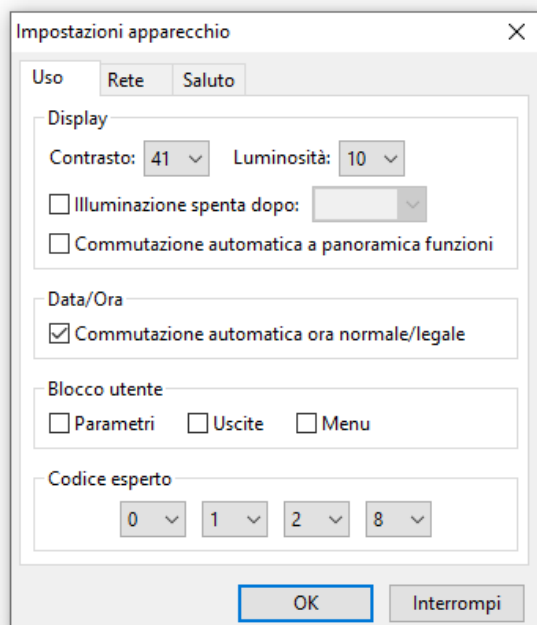 Impostazioni apparecchio
Uso Rete Saluto
Display
Contrasto: 41 Luminosità: 10
Illuminazione spenta dopo:
Commutazione automatica a panoramica funzioni
Data/Ora
Commutazione automatica ora normale/legale
Blocco utente
Parametri Uscite Menu
Codice esperto
0 1 2 8
OK Interrompi